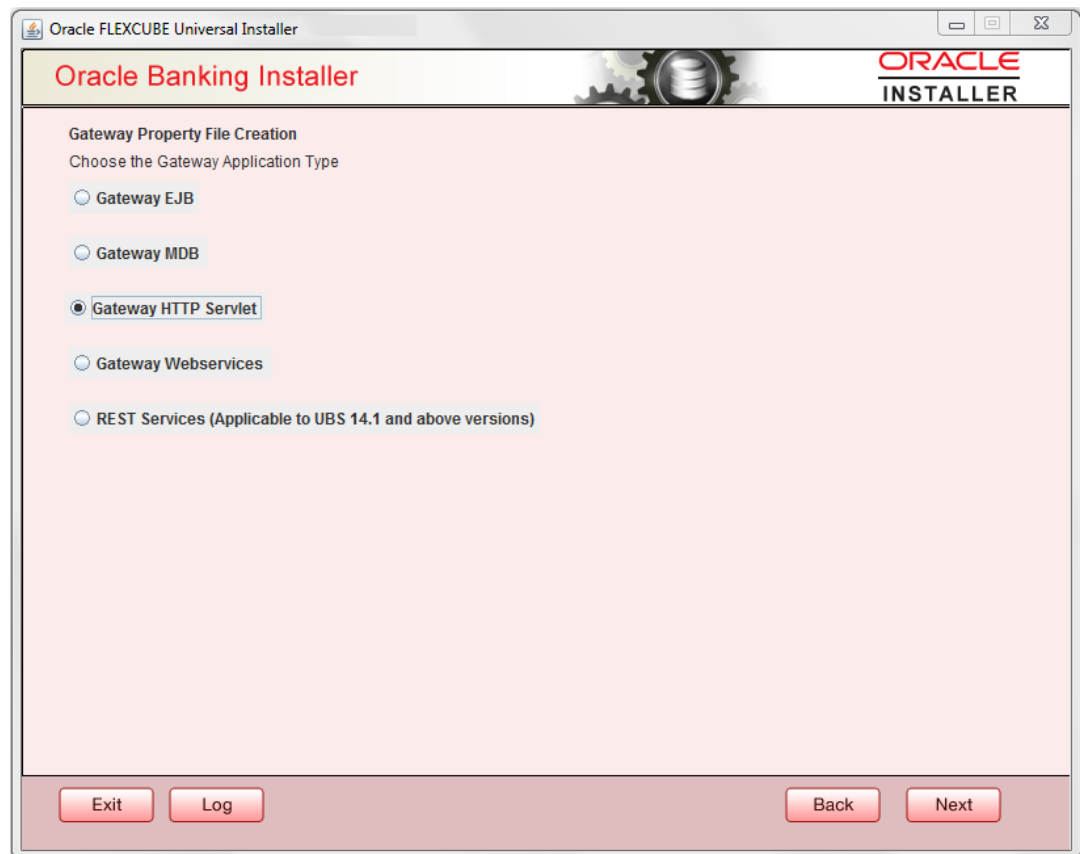 Oracle FLEXCUBE Universal Installer
Oracle Banking Installer
ORACLE
INSTALLER
Gateway Property File Creation
Choose the Gateway Application Type
Gateway EJB
Gateway MDB
Gateway HTTP Servlet
Gateway Webservices
REST Services (Applicable to UBS 14.1 and above versions)
Exit Log Back Next